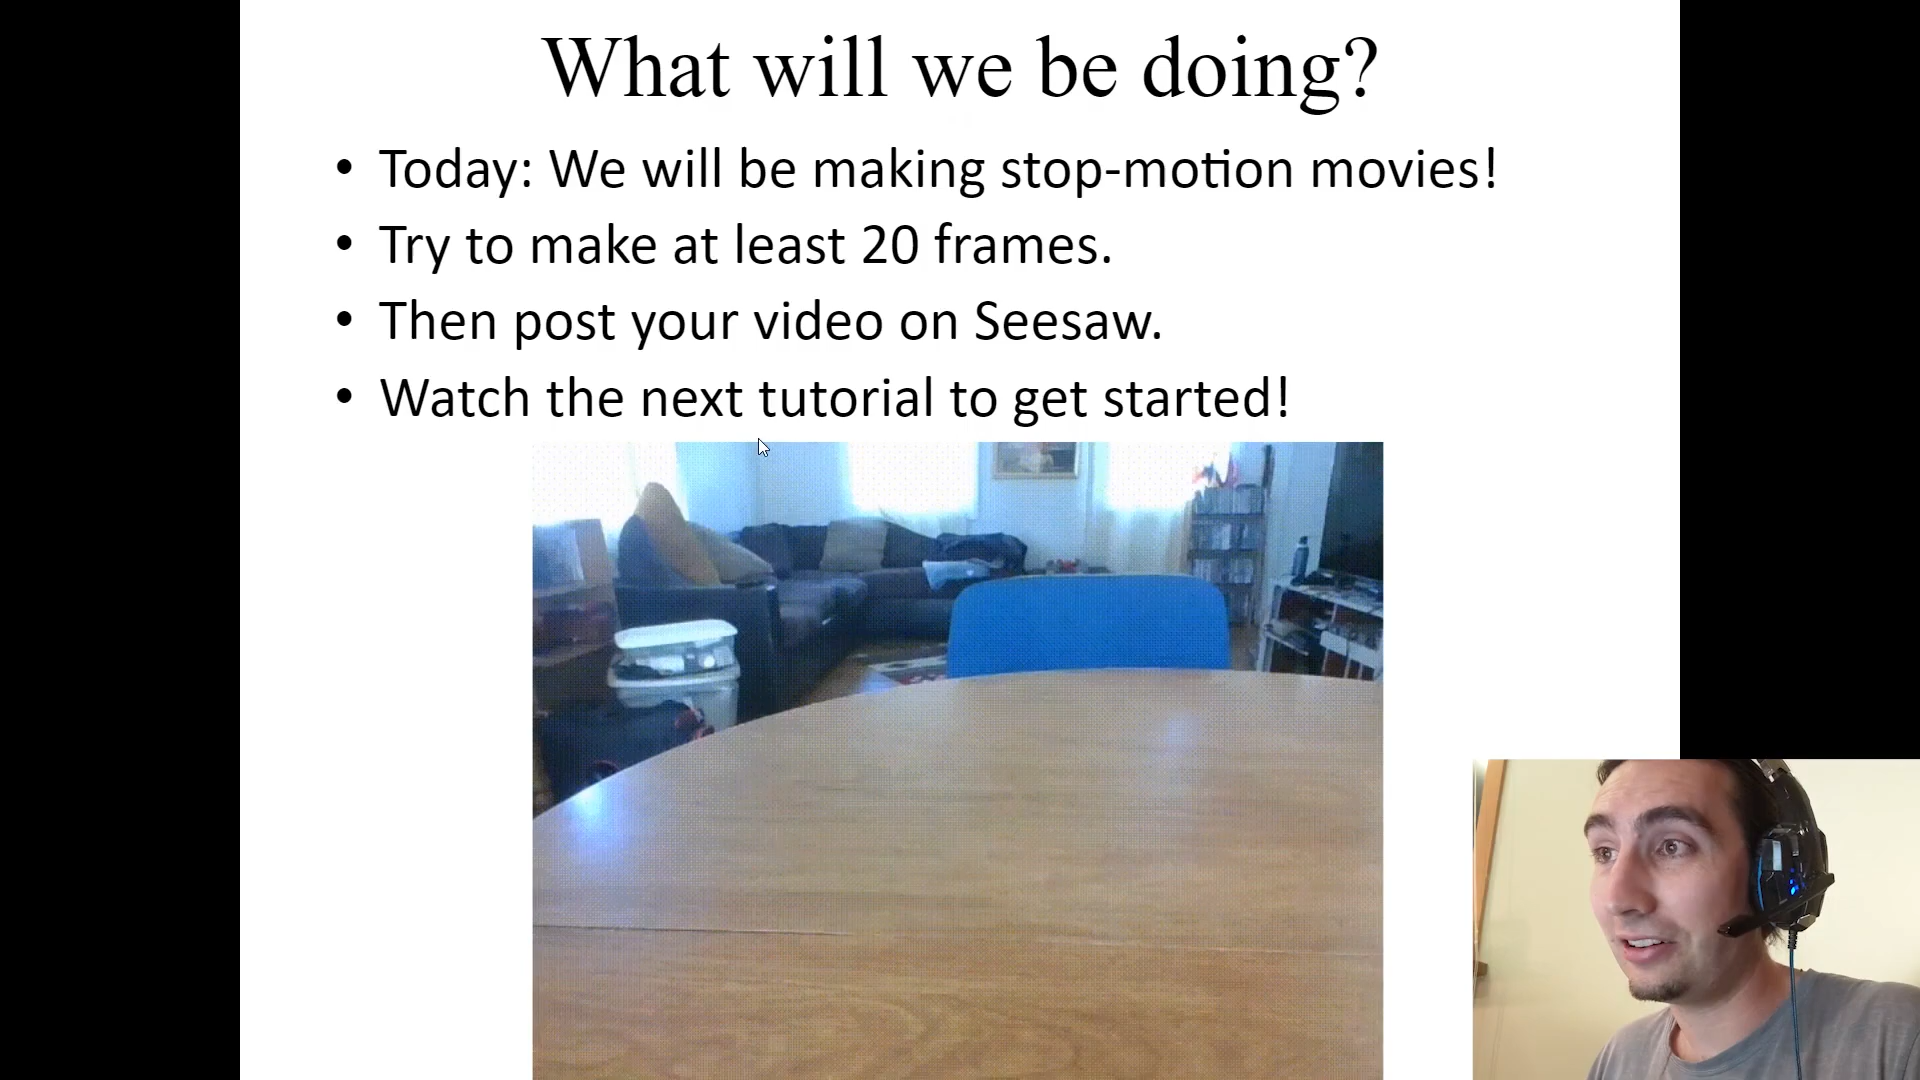 What will we be doing?
• Today: We will be making stop-motion movies!
• Try to make at least 20 frames.
• Then post your video on Seesaw.
• Watch the next tutorial to get started!